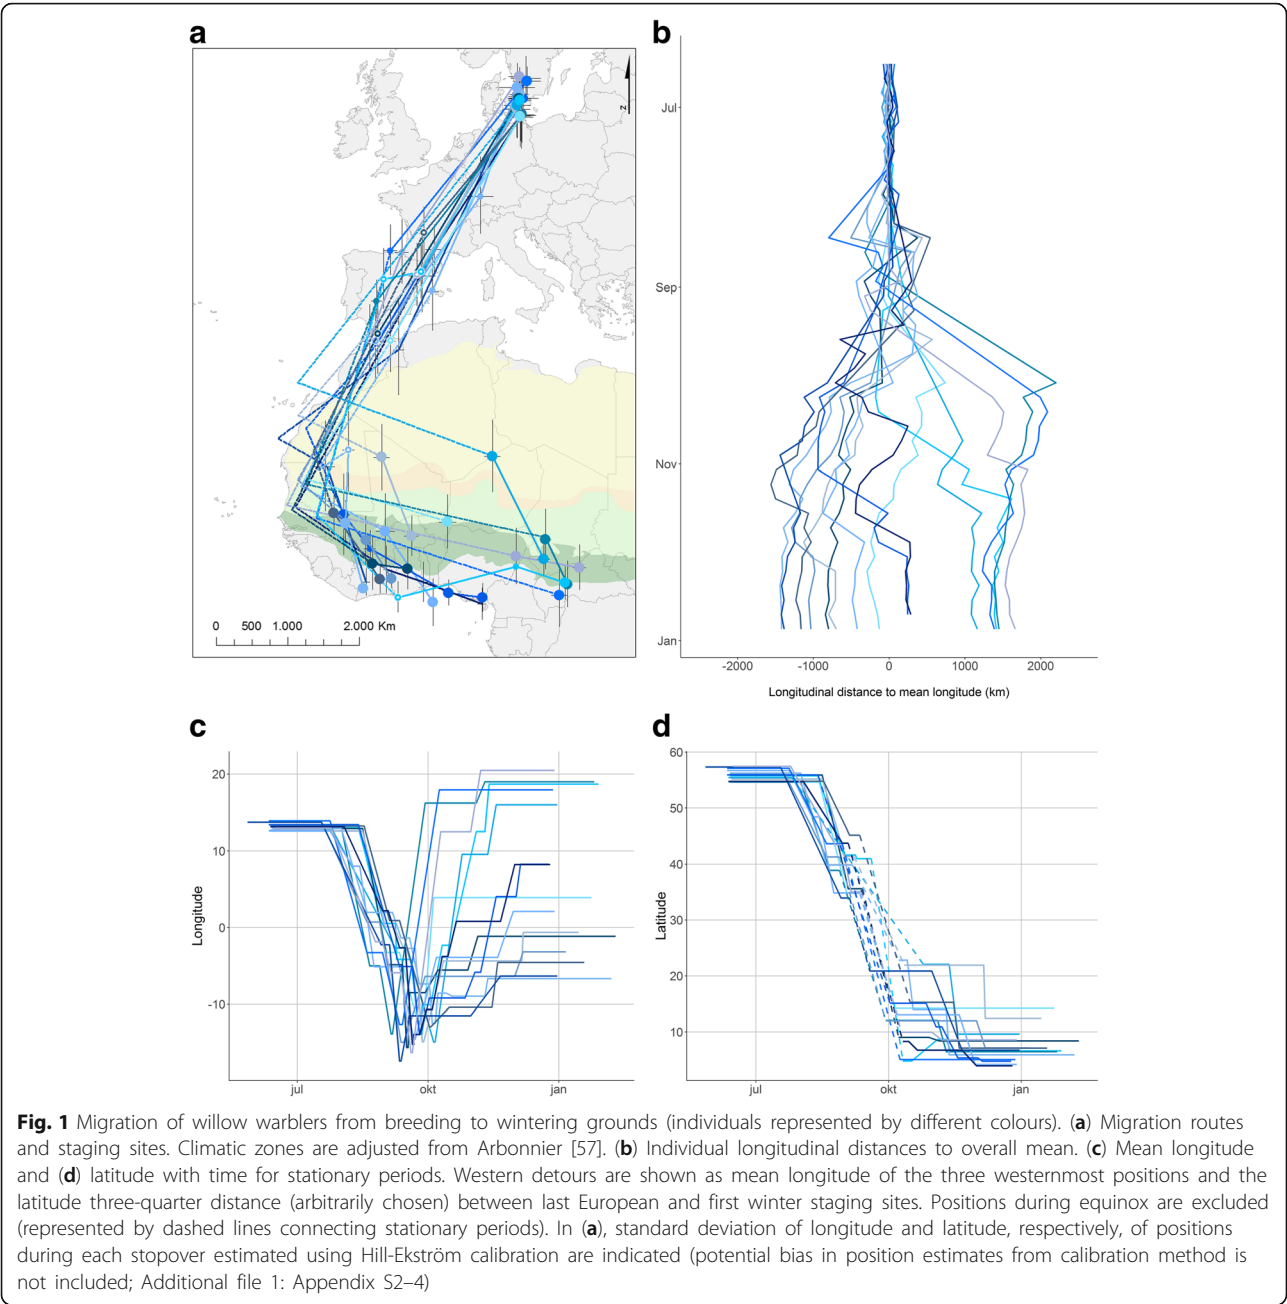 a
z
0 500 1.000 2.000 Km
b
Jul
Sep
Nov
Jan
-2000 -1000 0 1000 2000
Longitudinal distance to mean longitude (km)
c
Longitude
20
10
0
-10
jul okt jan
d
Latitude
60
50
40
30
20
10
jul okt jan
Fig. 1 Migration of willow warblers from breeding to wintering grounds (individuals represented by different colours). (a) Migration routes
and staging sites. Climatic zones are adjusted from Arbonnier [57]. (b) Individual longitudinal distances to overall mean. (c) Mean longitude
and (d) latitude with time for stationary periods. Western detours are shown as mean longitude of the three westernmost positions and the
latitude three-quarter distance (arbitrarily chosen) between last European and first winter staging sites. Positions during equinox are excluded
(represented by dashed lines connecting stationary periods). In (a), standard deviation of longitude and latitude, respectively, of positions
during each stopover estimated using Hill-Ekström calibration are indicated (potential bias in position estimates from calibration method is
not included; Additional file 1: Appendix S2–4)